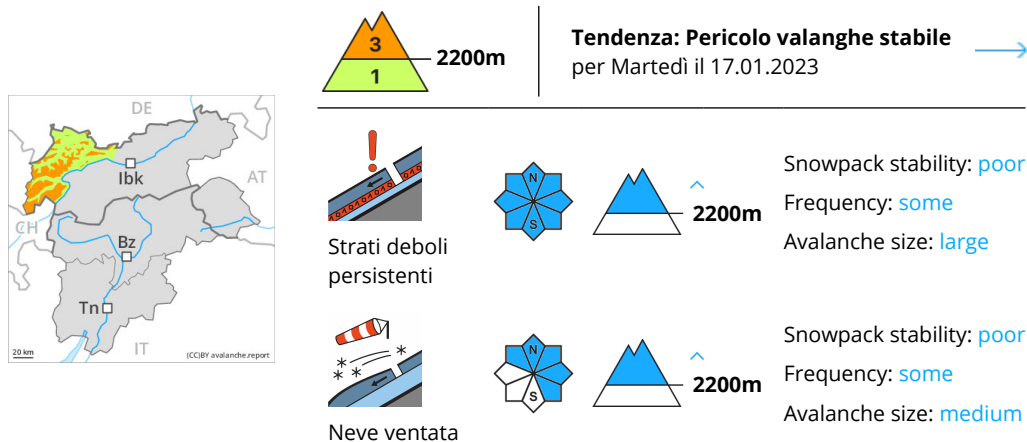 3
1
2200m
Tendenza: Pericolo valanghe stabile
per Martedì il 17.01.2023
DE
AT
CH
IT
Ibk
Bz
Tn
20 km
(CC)BY avalanche.report
Strati deboli
persistenti
N
S
2200m
Snowpack stability: poor
Frequency: some
Avalanche size: large
Neve ventata
N
S
2200m
Snowpack stability: poor
Frequency: some
Avalanche size: medium